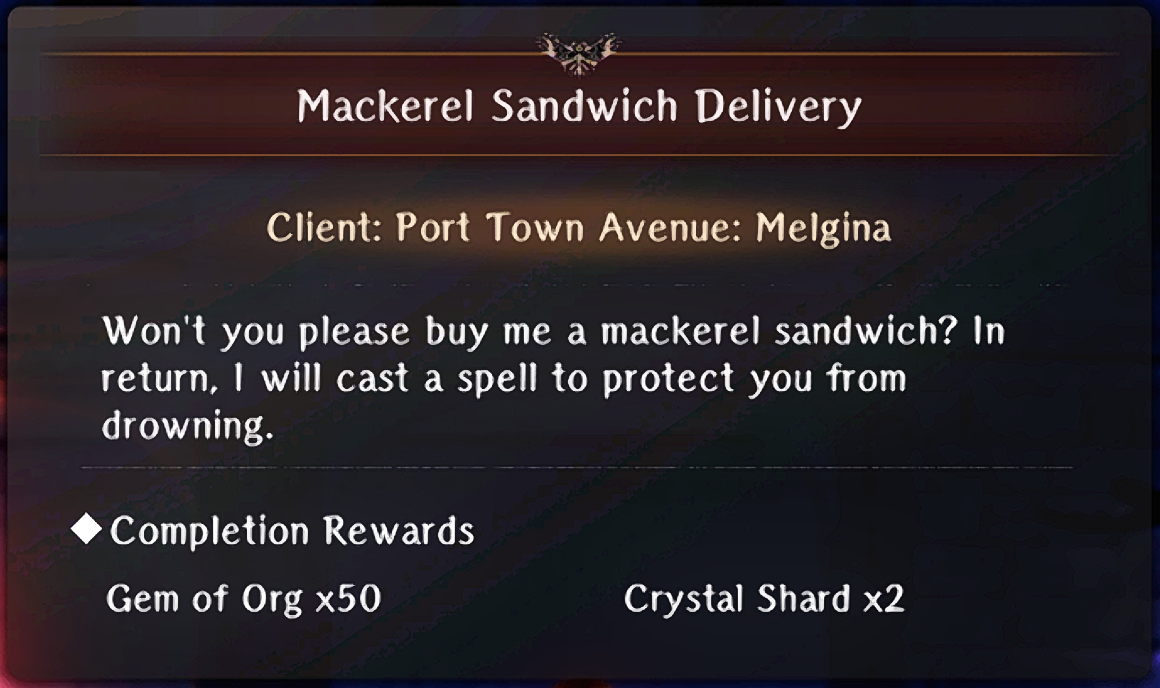 Mackerel Sandwich Delivery
Client: Port Town Avenue: Melgina
Won't you please buy me a mackerel sandwich? In
return, I will cast a spell to protect you from
drowning.
◆Completion Rewards
Gem of Org x50
Crystal Shard x2